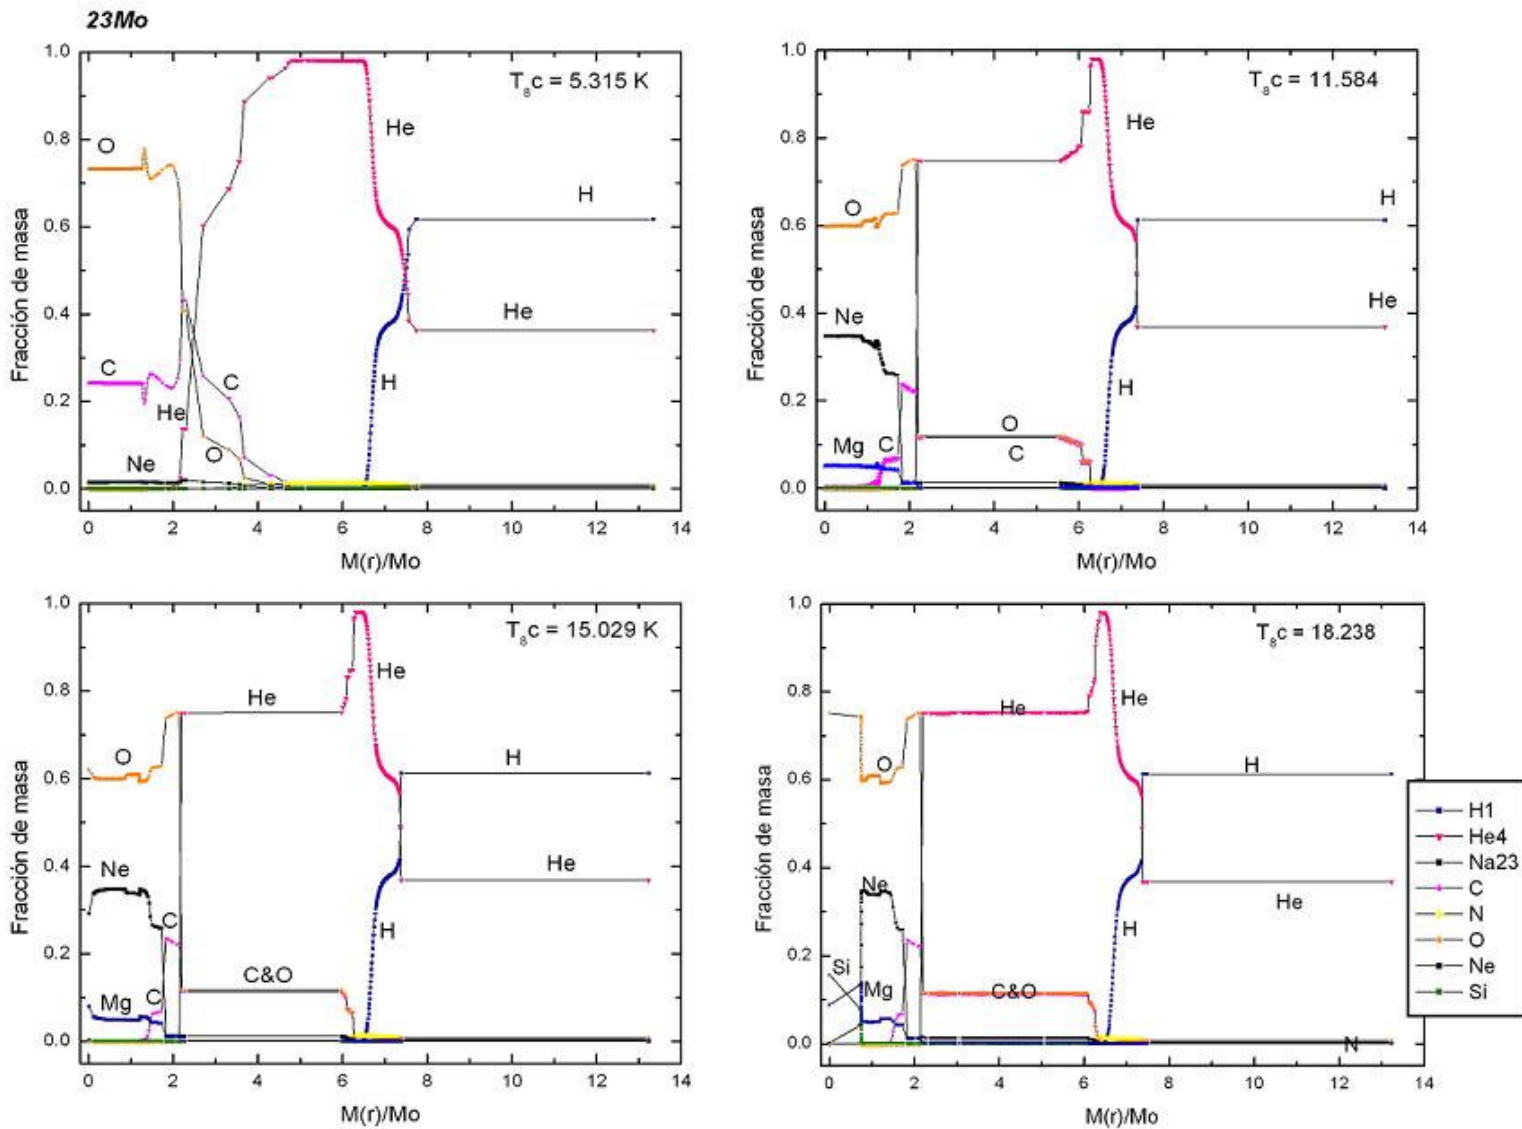 23Mo
T8c = 5.315 K
1.0
0.8
0.6
0.4
0.2
0.0
Fracción de masa
O
C
He
Ne
C
O
He
H
H
He
0 2 4 6 8 10 12 14
M(r)/Mo
T8c = 11.584
1.0
0.8
0.6
0.4
0.2
0.0
Fracción de masa
O
Ne
Mg
C
O
C
He
H
H
He
0 2 4 6 8 10 12 14
M(r)/Mo
T8c = 15.029 K
1.0
0.8
0.6
0.4
0.2
0.0
Fracción de masa
O
Ne
Mg
C
C
He
C&O
He
H
H
He
0 2 4 6 8 10 12 14
M(r)/Mo
T8c = 18.238
1.0
0.8
0.6
0.4
0.2
0.0
Fracción de masa
O
Ne
Si
Mg
He
C&O
He
H
H
He
N
0 2 4 6 8 10 12 14
M(r)/Mo
H1
He4
Na23
C
N
O
Ne
Si